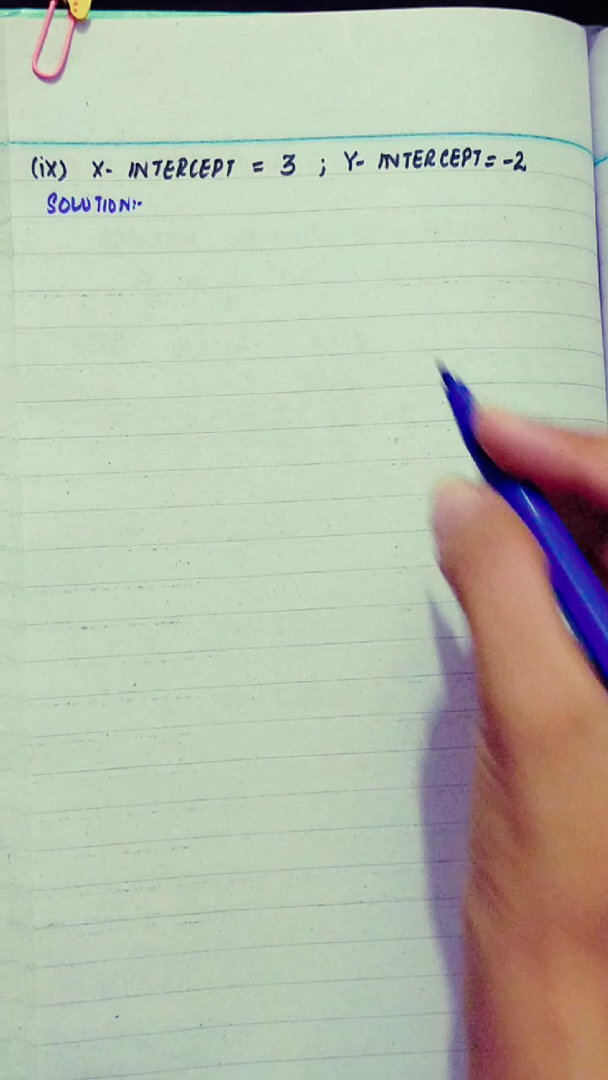 (ix) X- INTERCEPT = 3 ; Y- INTERCEPT = -2
SOLUTION:-